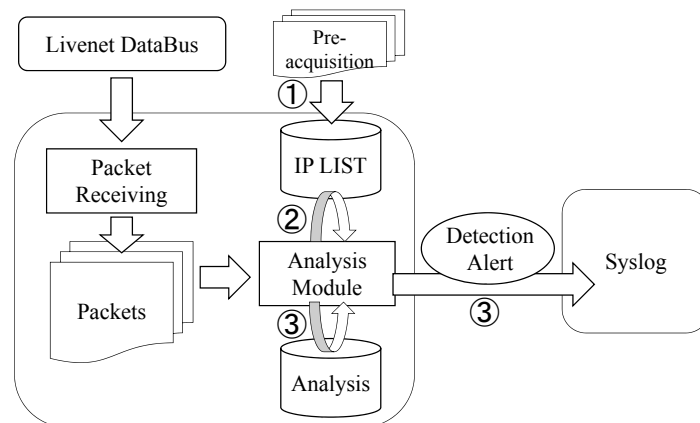 Livenet DataBus
Pre-
acquisition
①
Packet
Receiving
IP LIST
②
Packets
Analysis
Module
Detection
Alert
Syslog
③
③
Analysis